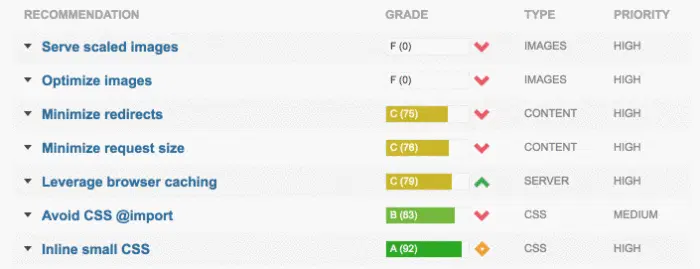 RECOMMENDATION GRADE TYPE PRIORITY
Serve scaled images F (0) IMAGES HIGH
Optimize images F (0) IMAGES HIGH
Minimize redirects C (75) CONTENT HIGH
Minimize request size C (76) CONTENT HIGH
Leverage browser caching C (79) SERVER HIGH
Avoid CSS @import B (83) CSS MEDIUM
Inline small CSS A (92) CSS HIGH